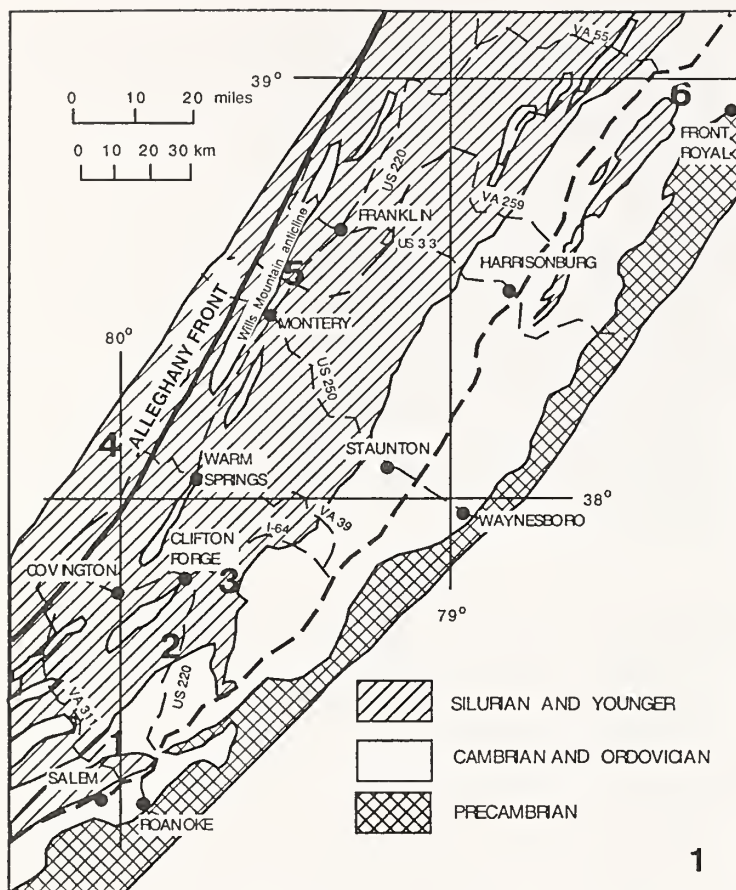 VA 55
39°
6
0 10 20 miles
0 10 20 30 km
FRONT
ROYAL
US 220
VA 259
FRANKLIN
US 33
HARRISONBURG
Wills Mountain anticline
5
MONTERY
80°
ALLEGHANY FRONT
US 250
4
STAUNTON
WARM
SPRINGS
38°
WAYNESBORO
VA 39
I-64
CLIFTON
FORGE
COVINGTON
3
79°
2
US 220
VA 311
1
SALEM
ROANOKE
SILURIAN AND YOUNGER
CAMBRIAN AND ORDOVICIAN
PRECAMBRIAN
1